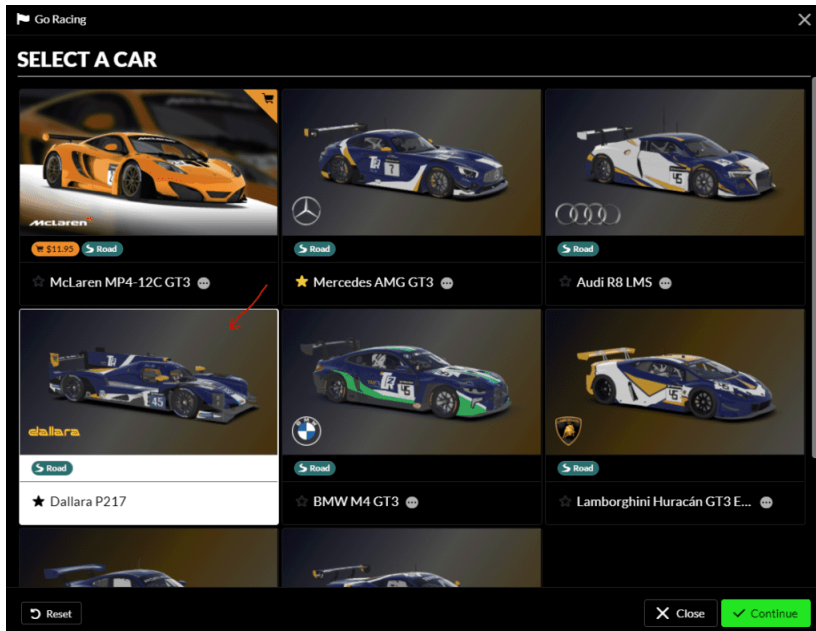 Go Racing
SELECT A CAR
McLaren
$11.95 Road
McLaren MP4-12C GT3
Road
Mercedes AMG GT3
Road
Audi R8 LMS
dallara
45
Road
Dallara P217
Road
BMW M4 GT3
Road
Lamborghini Huracán GT3 E...
Reset
Close
Continue